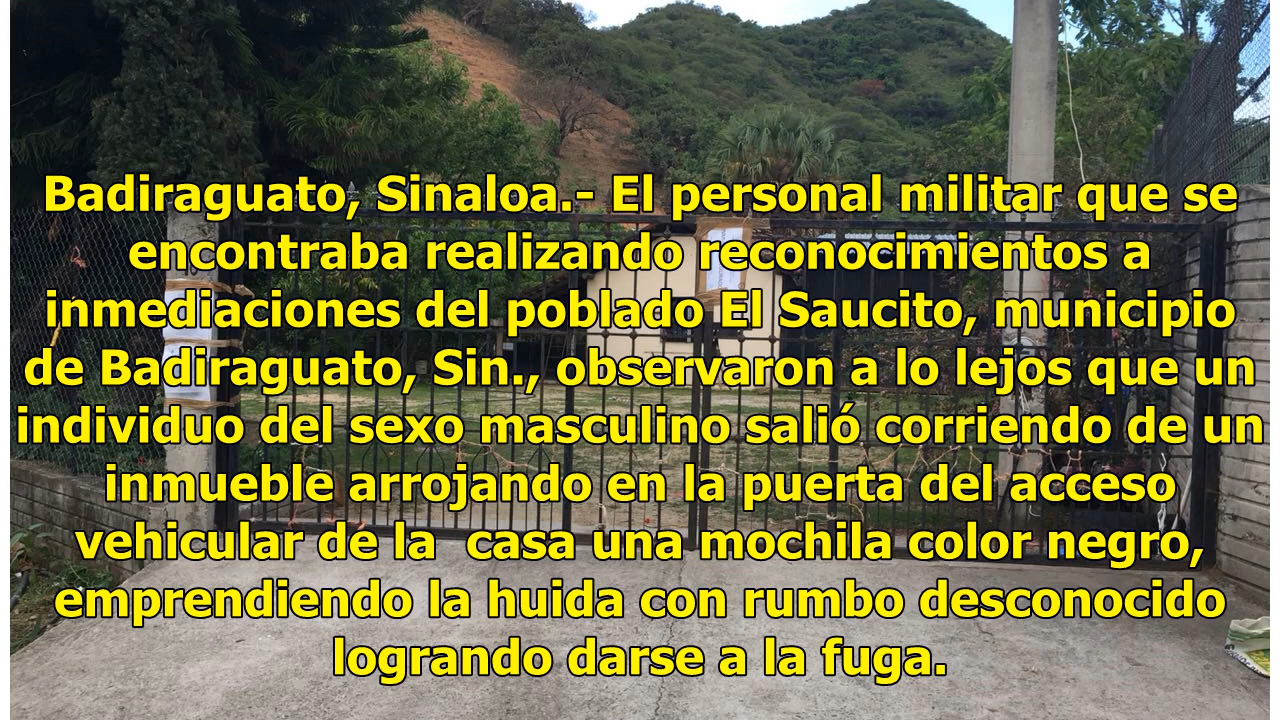 Badiraguato, Sinaloa.- El personal militar que se
encontraba realizando reconocimientos a
inmediaciones del poblado El Saucito, municipio
de Badiraguato, Sin., observaron a lo lejos que un
individuo del sexo masculino salió corriendo de un
inmueble arrojando en la puerta del acceso
vehicular de la  casa una mochila color negro,
emprendiendo la huida con rumbo desconocido
logrando darse a la fuga.